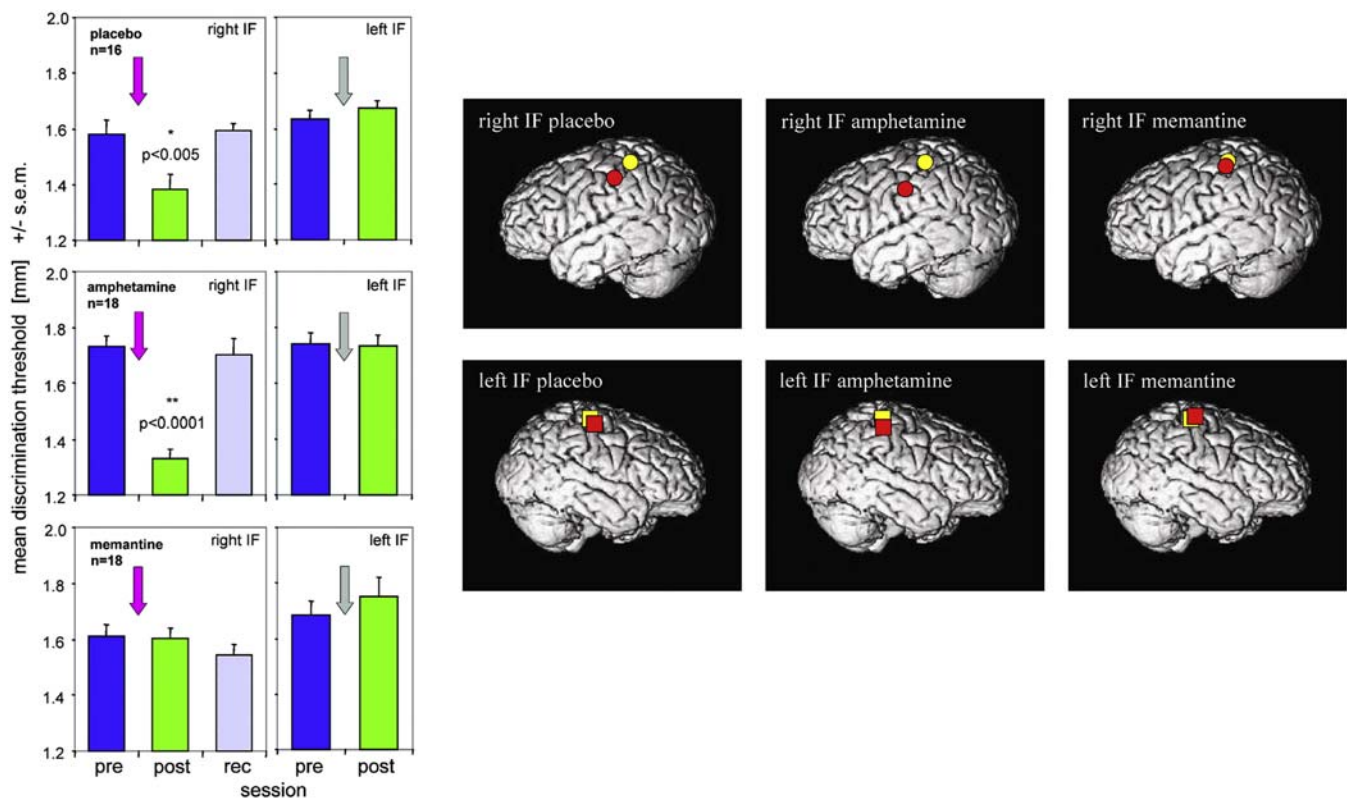 mean discrimination threshold [mm] +/- s.e.m.
2.0
1.8
1.6
1.4
1.2
placebo
n=16
right IF
*
p<0.005
left IF
2.0
1.8
1.6
1.4
1.2
amphetamine
n=18
right IF
**
p<0.0001
left IF
2.0
1.8
1.6
1.4
1.2
memantine
n=18
right IF
left IF
pre post rec pre post
session
right IF placebo
right IF amphetamine
right IF memantine
left IF placebo
left IF amphetamine
left IF memantine